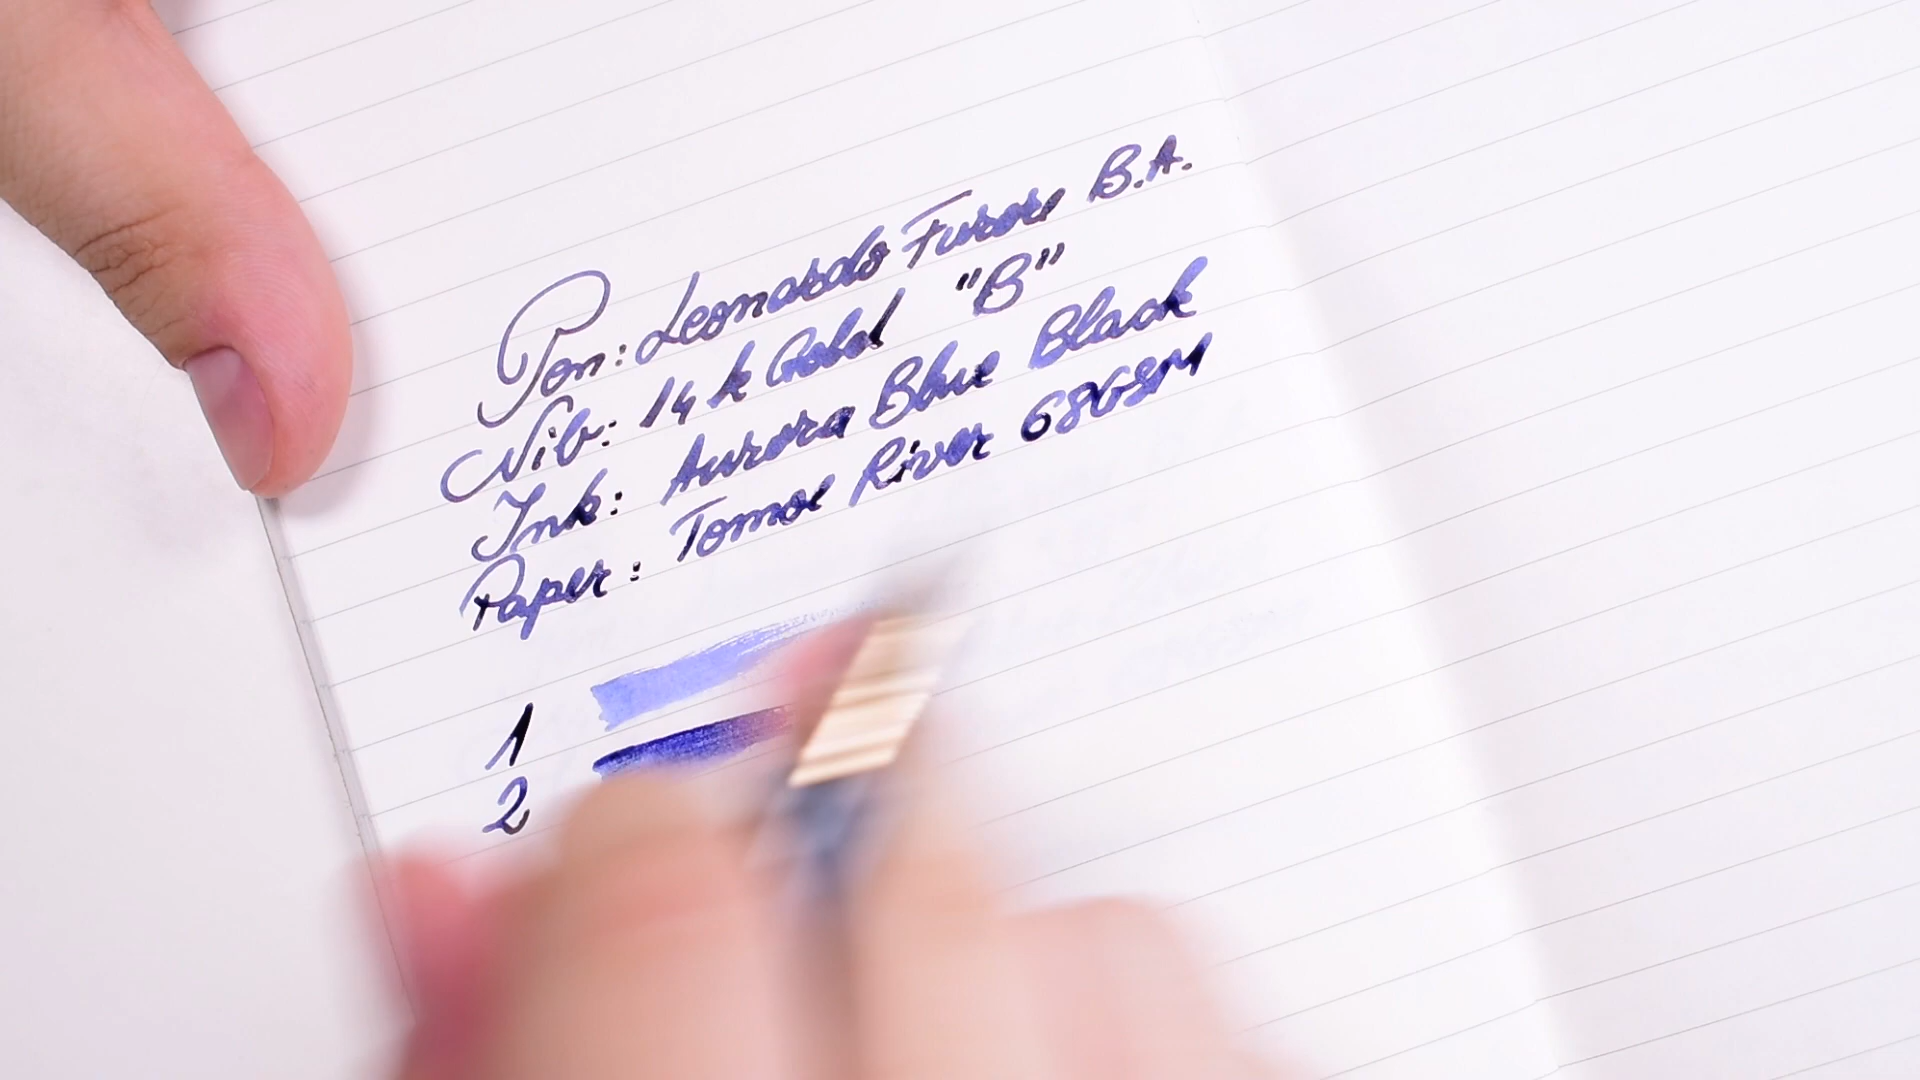 Pen: Leonardo Furore B.A.
Nib: 14k Gold "B"
Ink: Aurora Blue Black
Paper: Tomoe River 68GSM
1
2